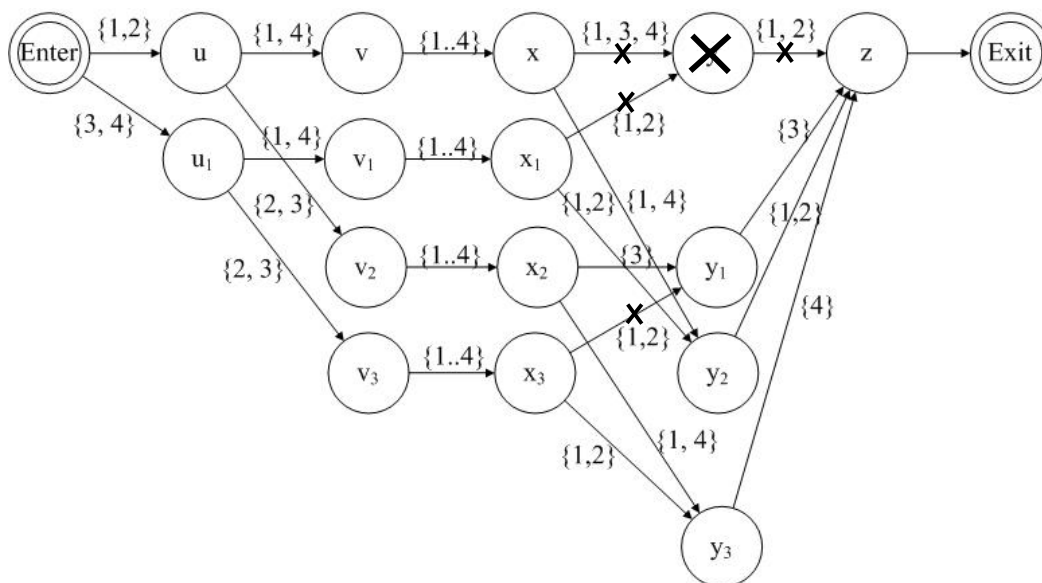 Enter {1,2} u {1, 4} v {1..4} x {1, 3, 4} {1, 2} z Exit
{3, 4} {1, 4} {1,2} {3}
u1 v1 {1..4} x1
{2, 3} {1,2} {1, 4} {1,2}
{2, 3} v2 {1..4} x2 {3} y1
{4}
{1,2}
v3 {1..4} x3 y2
{1,2} {1, 4}
y3